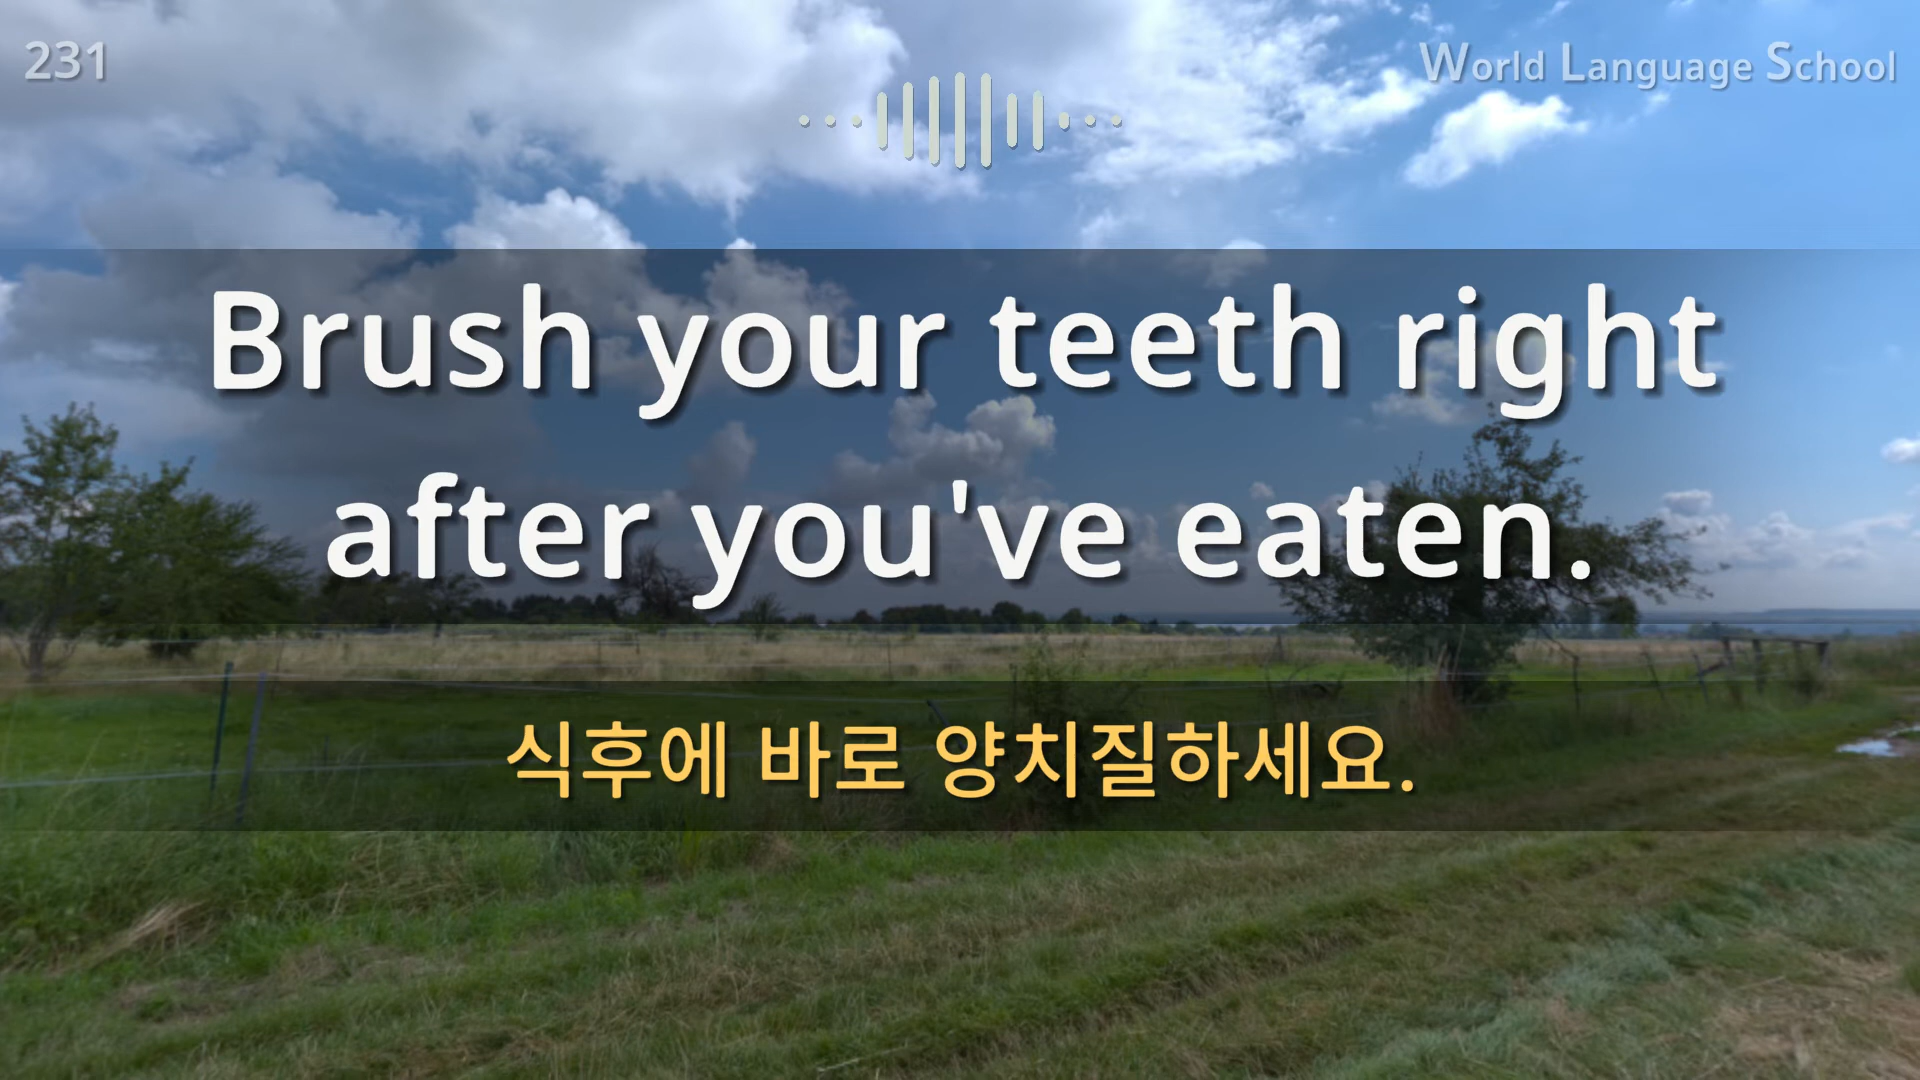 231
World Language School
Brush your teeth right
after you've eaten.
식후에 바로 양치질하세요.